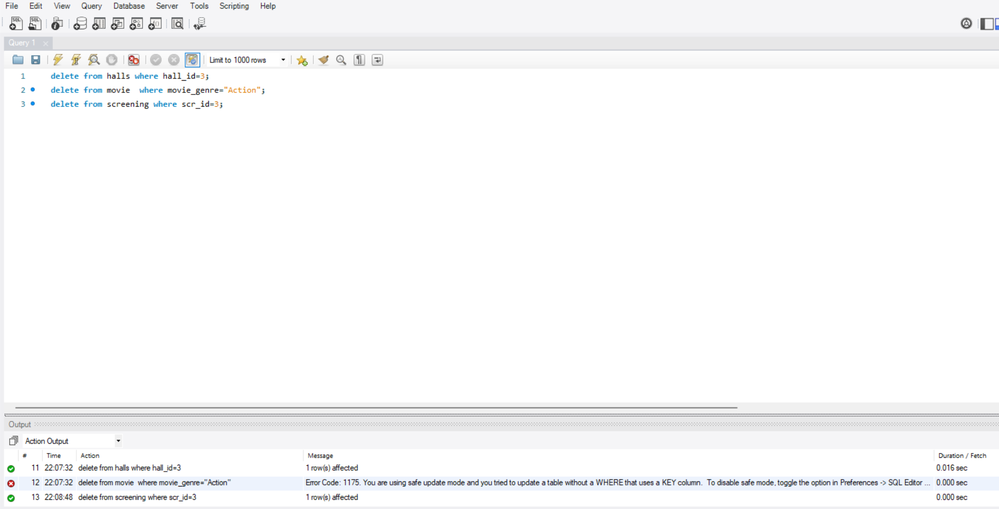 File Edit View Query Database Server Tools Scripting Help
SQL SQL
Query 1
Limit to 1000 rows
1 delete from halls where hall_id=3;
2 delete from movie  where movie_genre="Action";
3 delete from screening where scr_id=3;
Output
Action Output
# Time Action Message Duration / Fetch
11 22:07:32 delete from halls where hall_id=3 1 row(s) affected 0.016 sec
12 22:07:32 delete from movie  where movie_genre="Action" Error Code: 1175. You are using safe update mode and you tried to update a table without a WHERE that uses a KEY column.  To disable safe mode, toggle the option in Preferences -> SQL Editor ... 0.000 sec
13 22:08:48 delete from screening where scr_id=3 1 row(s) affected 0.000 sec